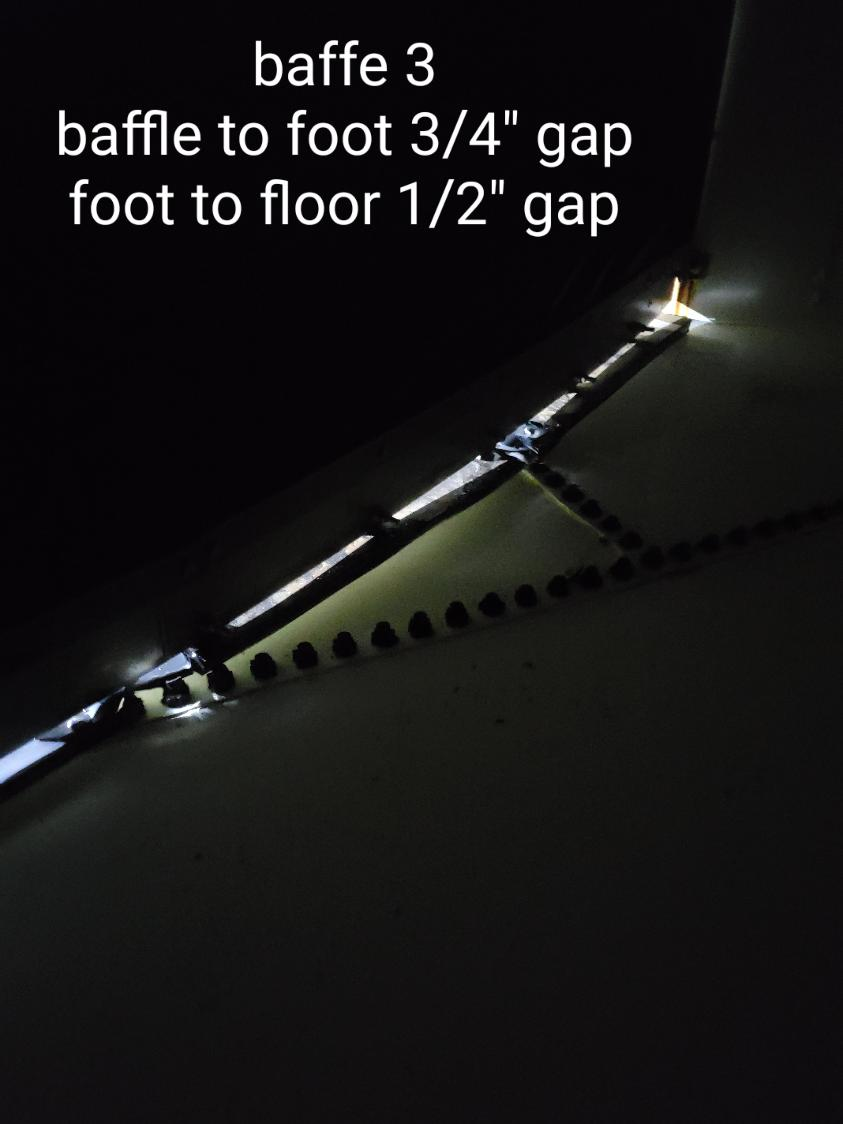 baffe 3
baffle to foot 3/4" gap
foot to floor 1/2" gap